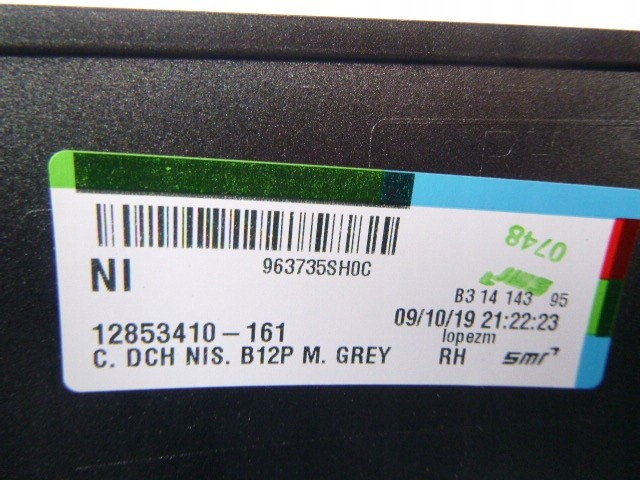 0748
963735SH0C
NI
smr
B3 14 143 95
12853410-161
09/10/19 21:22:23
lopezm
C. DCH NIS. B12P M. GREY
RH smr